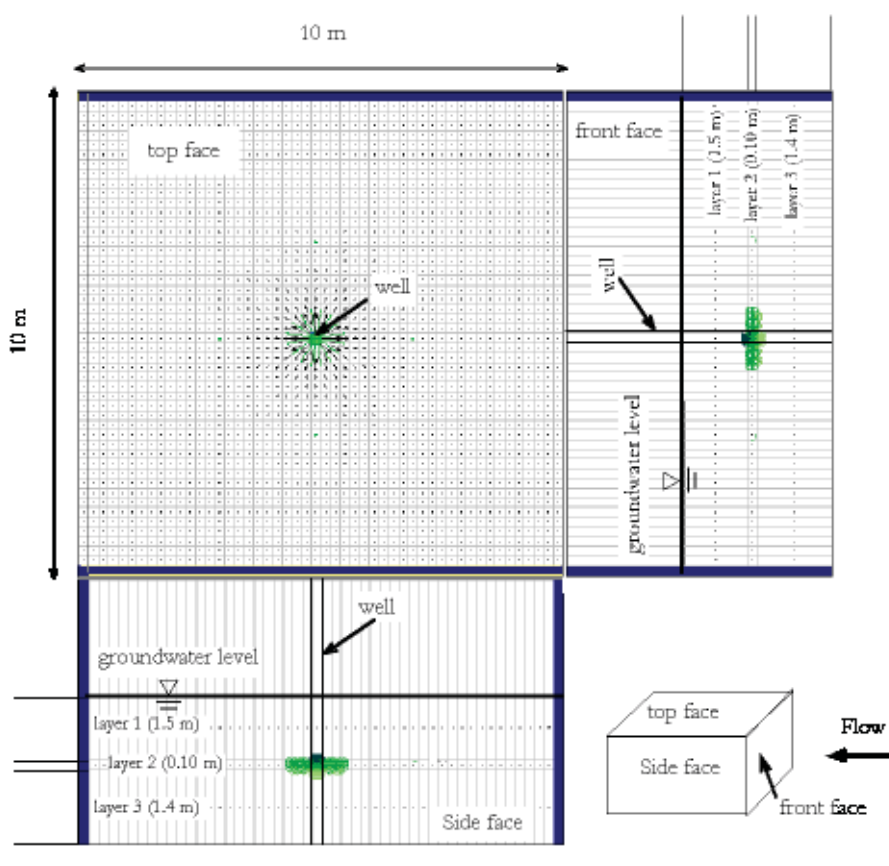 10 m
10 m
top face
well
front face
layer 1 (1.5 m)
layer 2 (0.10 m)
layer 3 (1.4 m)
well
groundwater level
well
groundwater level
layer 1 (1.5 m)
layer 2 (0.10 m)
layer 3 (1.4 m)
Side face
top face
Side face
Flow
front face